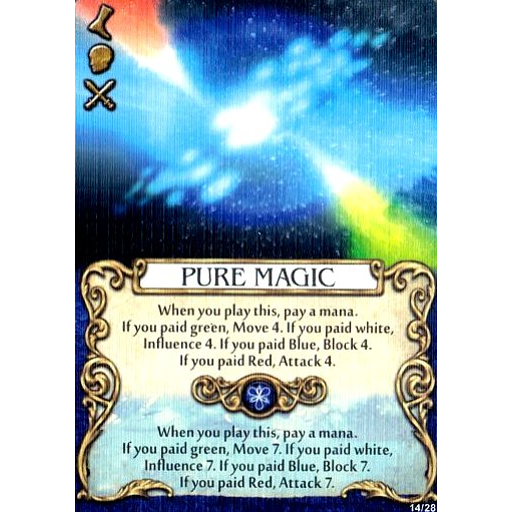 PURE MAGIC
When you play this, pay a mana.
If you paid green, Move 4. If you paid white,
Influence 4. If you paid Blue, Block 4.
If you paid Red, Attack 4.
When you play this, pay a mana.
If you paid green, Move 7. If you paid white,
Influence 7. If you paid Blue, Block 7.
If you paid Red, Attack 7.
14/28